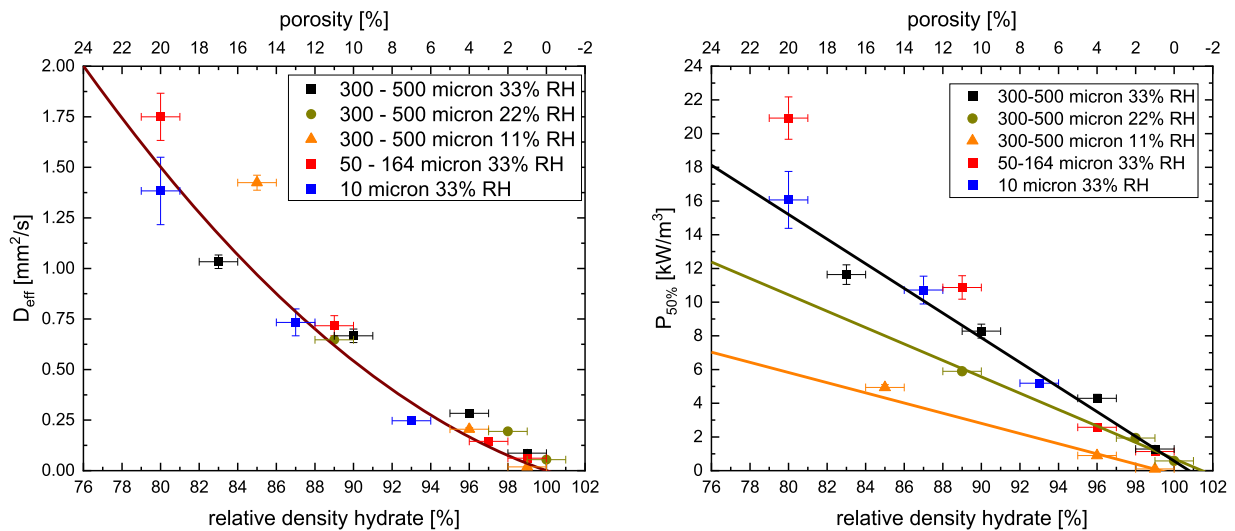 porosity [%]
26 24 22 20 18 16 14 12 10 8 6 4 2 0 -2
2.00
1.75
1.50
1.25
1.00
0.75
0.50
0.25
0.00
D_eff [mm²/s]
300 - 500 micron 33% RH
300 - 500 micron 22% RH
300 - 500 micron 11% RH
50 - 164 micron 33% RH
10 micron 33% RH
76 78 80 82 84 86 88 90 92 94 96 98 100 102
relative density hydrate [%]
porosity [%]
24 22 20 18 16 14 12 10 8 6 4 2 0 -2
24
22
20
18
16
14
12
10
8
6
4
2
0
P_50% [kW/m³]
300-500 micron 33% RH
300-500 micron 22% RH
300-500 micron 11% RH
50-164 micron 33% RH
10 micron 33% RH
76 78 80 82 84 86 88 90 92 94 96 98 100 102
relative density hydrate [%]